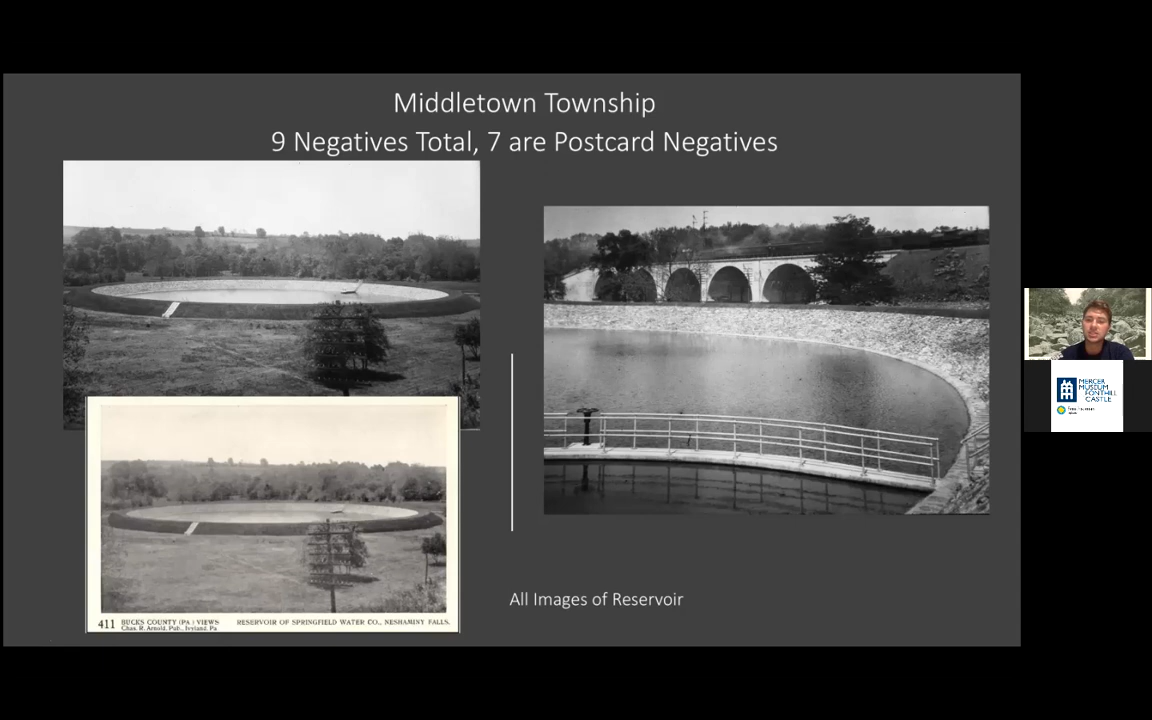 Middletown Township
9 Negatives Total, 7 are Postcard Negatives
411 BUCKS COUNTY (PA.) VIEWS RESERVOIR OF SPRINGFIELD WATER CO., NESHAMINY FALLS.
Chas. R. Arnold, Pub., Ivyland, Pa
All Images of Reservoir
MERCER
MUSEUM
FONTHILL
CASTLE